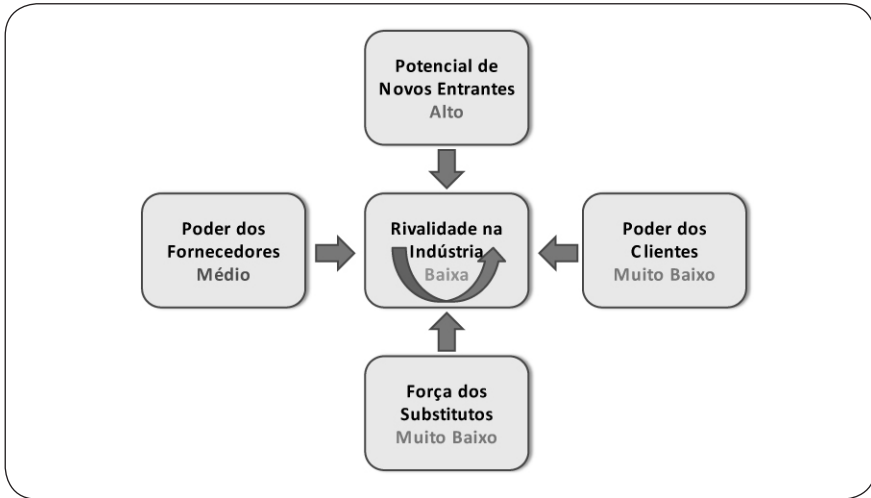 Potencial de
Novos Entrantes
Alto
Poder dos
Fornecedores
Médio
Rivalidade na
Indústria
Baixa
Poder dos
Clientes
Muito Baixo
Força dos
Substitutos
Muito Baixo